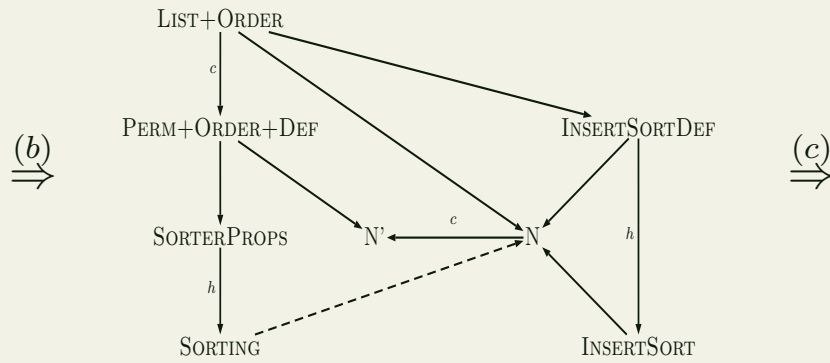 LIST+ORDER
c
PERM+ORDER+DEF
INSERTSORTDEF
(b)
⇒
(c)
⇒
SORTERPROPS
N'
c
N
h
h
SORTING
INSERTSORT